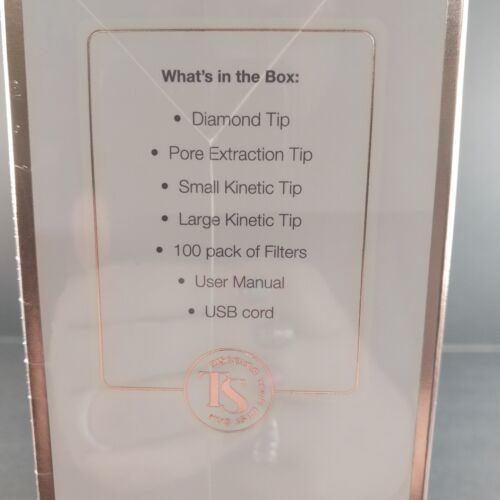 What's in the Box:
• Diamond Tip
• Pore Extraction Tip
• Small Kinetic Tip
• Large Kinetic Tip
• 100 pack of Filters
• User Manual
• USB cord
TS